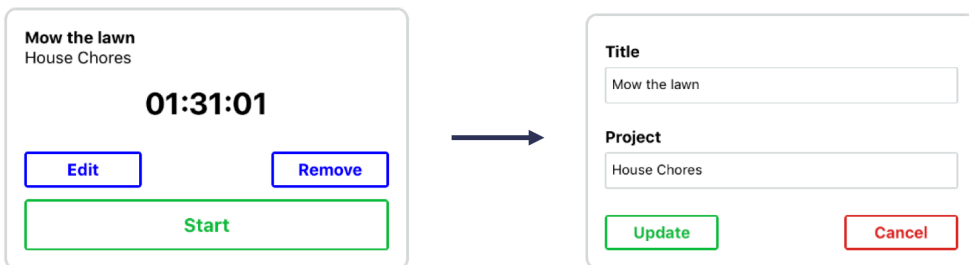 Mow the lawn
House Chores
01:31:01
Edit
Remove
Start
Title
Mow the lawn
Project
House Chores
Update
Cancel